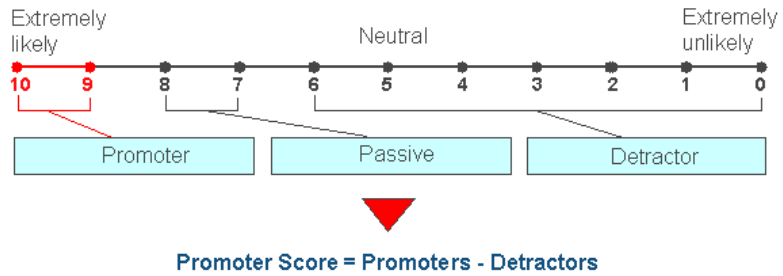 Extremely likely
Neutral
Extremely unlikely
10 9 8 7 6 5 4 3 2 1 0
Promoter
Passive
Detractor
Promoter Score = Promoters - Detractors